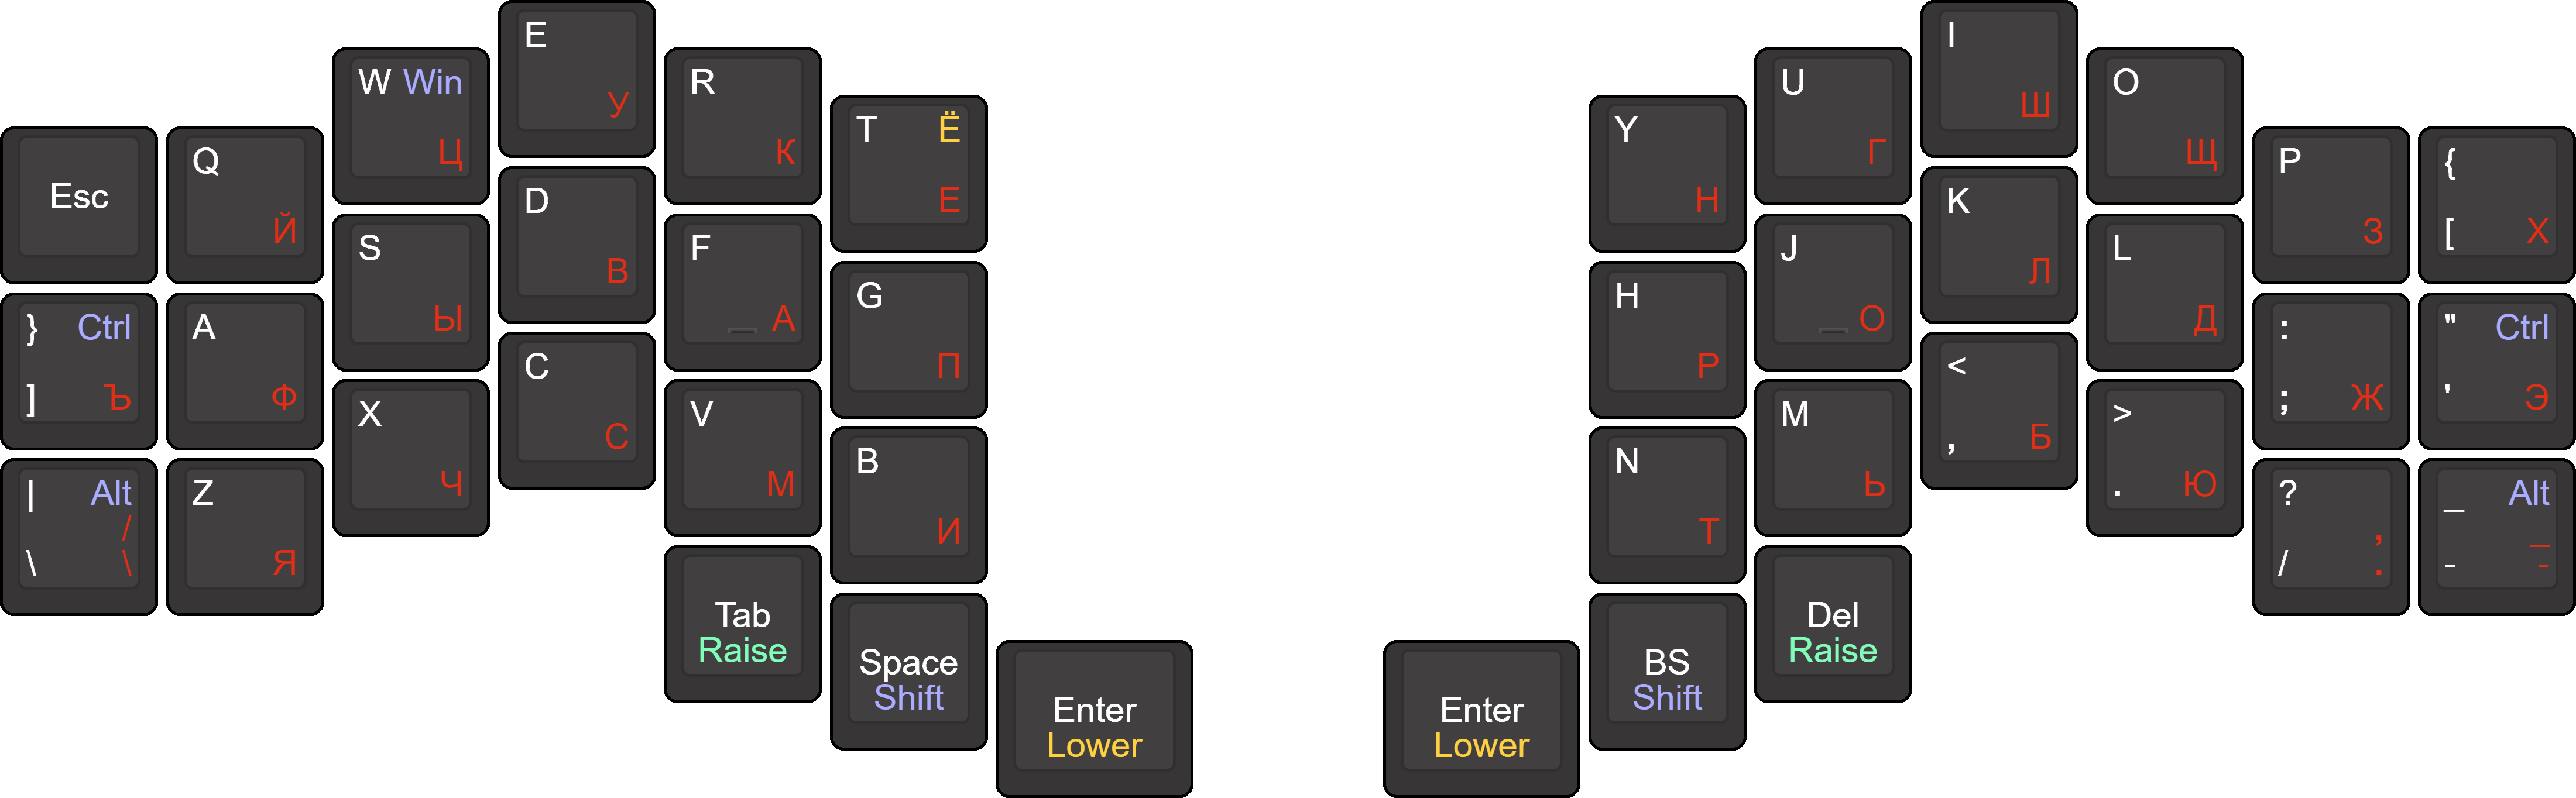 Esc
Q
Й
W Win
Ц
E
У
R
К
T Ё
Е
Y
Н
U
Г
I
Ш
O
Щ
P
З
{
[ Х
} Ctrl
] Ъ
A
Ф
S
Ы
D
В
F
_ А
G
П
H
Р
J
_ О
K
Л
L
Д
:
; Ж
" Ctrl
' Э
| Alt
/
\ \
Z
Я
X
Ч
C
С
V
М
B
И
N
Т
M
Ь
<
, Б
>
. Ю
?
,
/ .
_ Alt
_
- -
Tab
Raise
Space
Shift
Enter
Lower
Enter
Lower
BS
Shift
Del
Raise